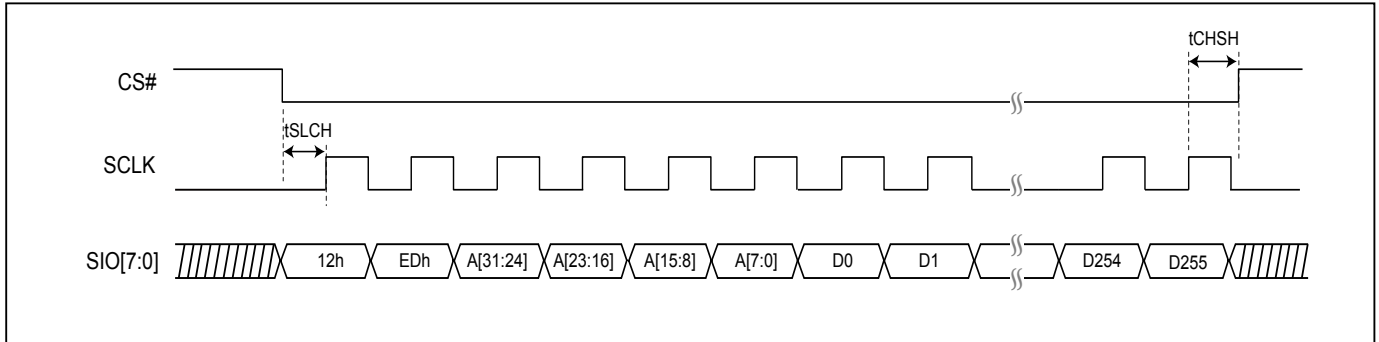 tCHSH
CS#
tSLCH
SCLK
SIO[7:0] 12h EDh A[31:24] A[23:16] A[15:8] A[7:0] D0 D1 D254 D255